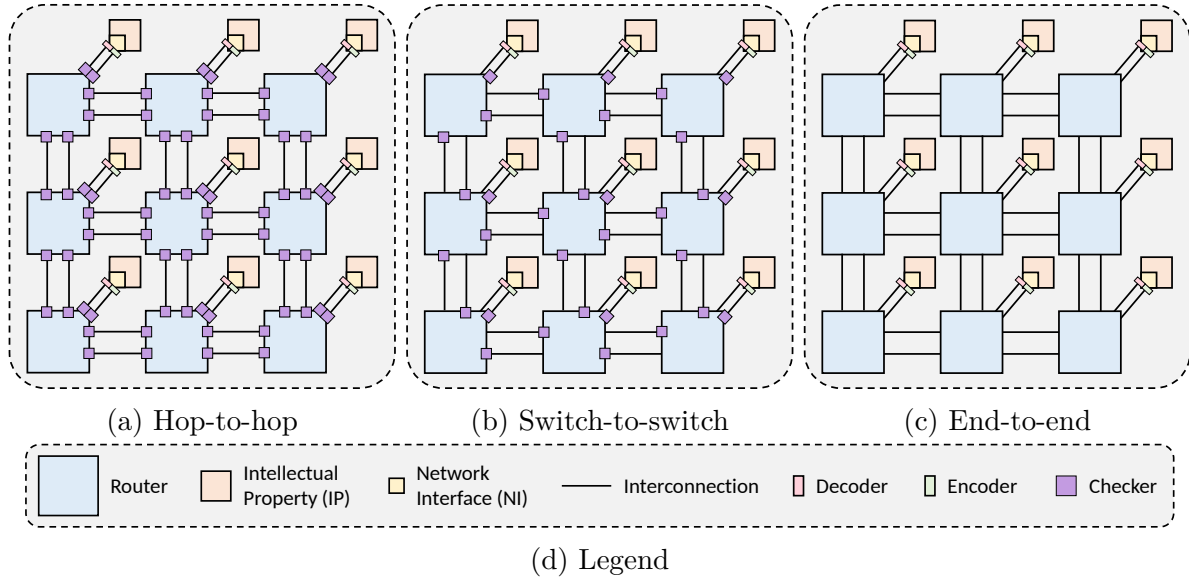 (a) Hop-to-hop
(b) Switch-to-switch
(c) End-to-end
Router
Intellectual
Property (IP)
Network
Interface (NI)
Interconnection
Decoder
Encoder
Checker
(d) Legend